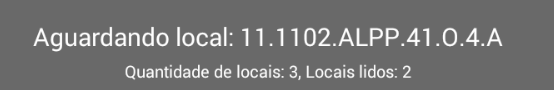 Aguardando local: 11.1102.ALPP.41.O.4.A
Quantidade de locais: 3, Locais lidos: 2